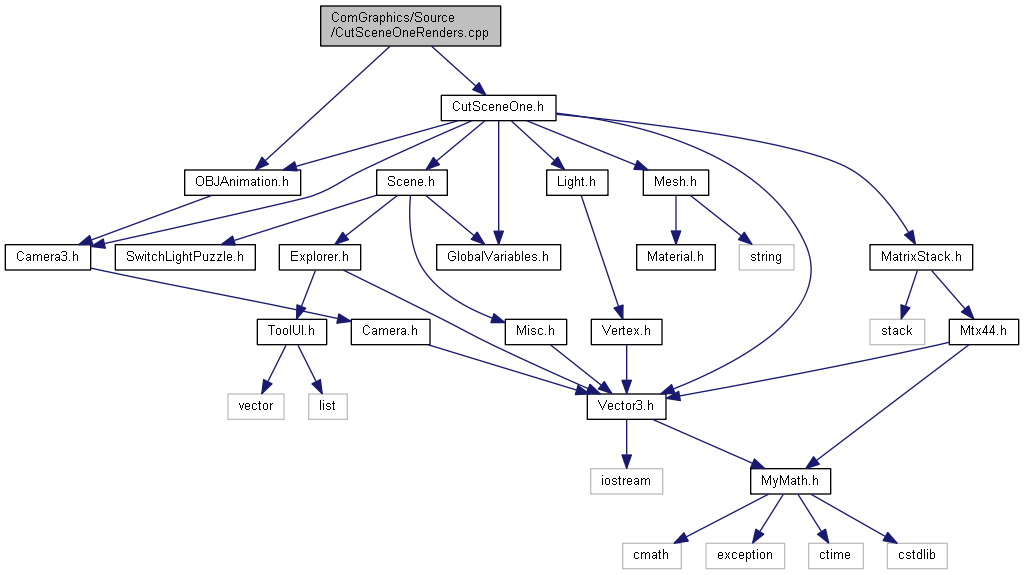 ComGraphics/Source
/CutSceneOneRenders.cpp
CutSceneOne.h
OBJAnimation.h
Scene.h
Light.h
Mesh.h
Camera3.h
SwitchLightPuzzle.h
Explorer.h
GlobalVariables.h
Material.h
string
MatrixStack.h
ToolUI.h
Camera.h
Misc.h
Vertex.h
stack
Mtx44.h
vector
list
Vector3.h
iostream
MyMath.h
cmath
exception
ctime
cstdlib